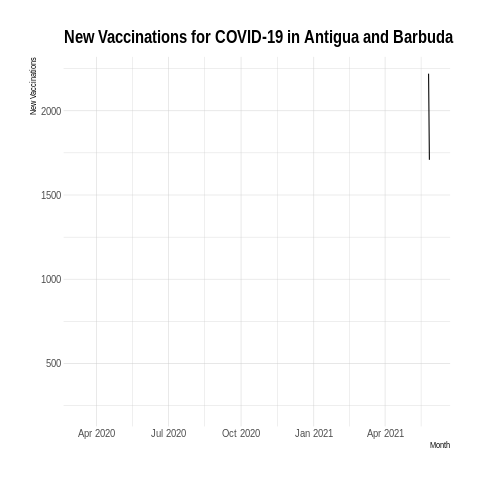 New Vaccinations for COVID-19 in Antigua and Barbuda
New Vaccinations
2000
1500
1000
500
Apr 2020 Jul 2020 Oct 2020 Jan 2021 Apr 2021
Month